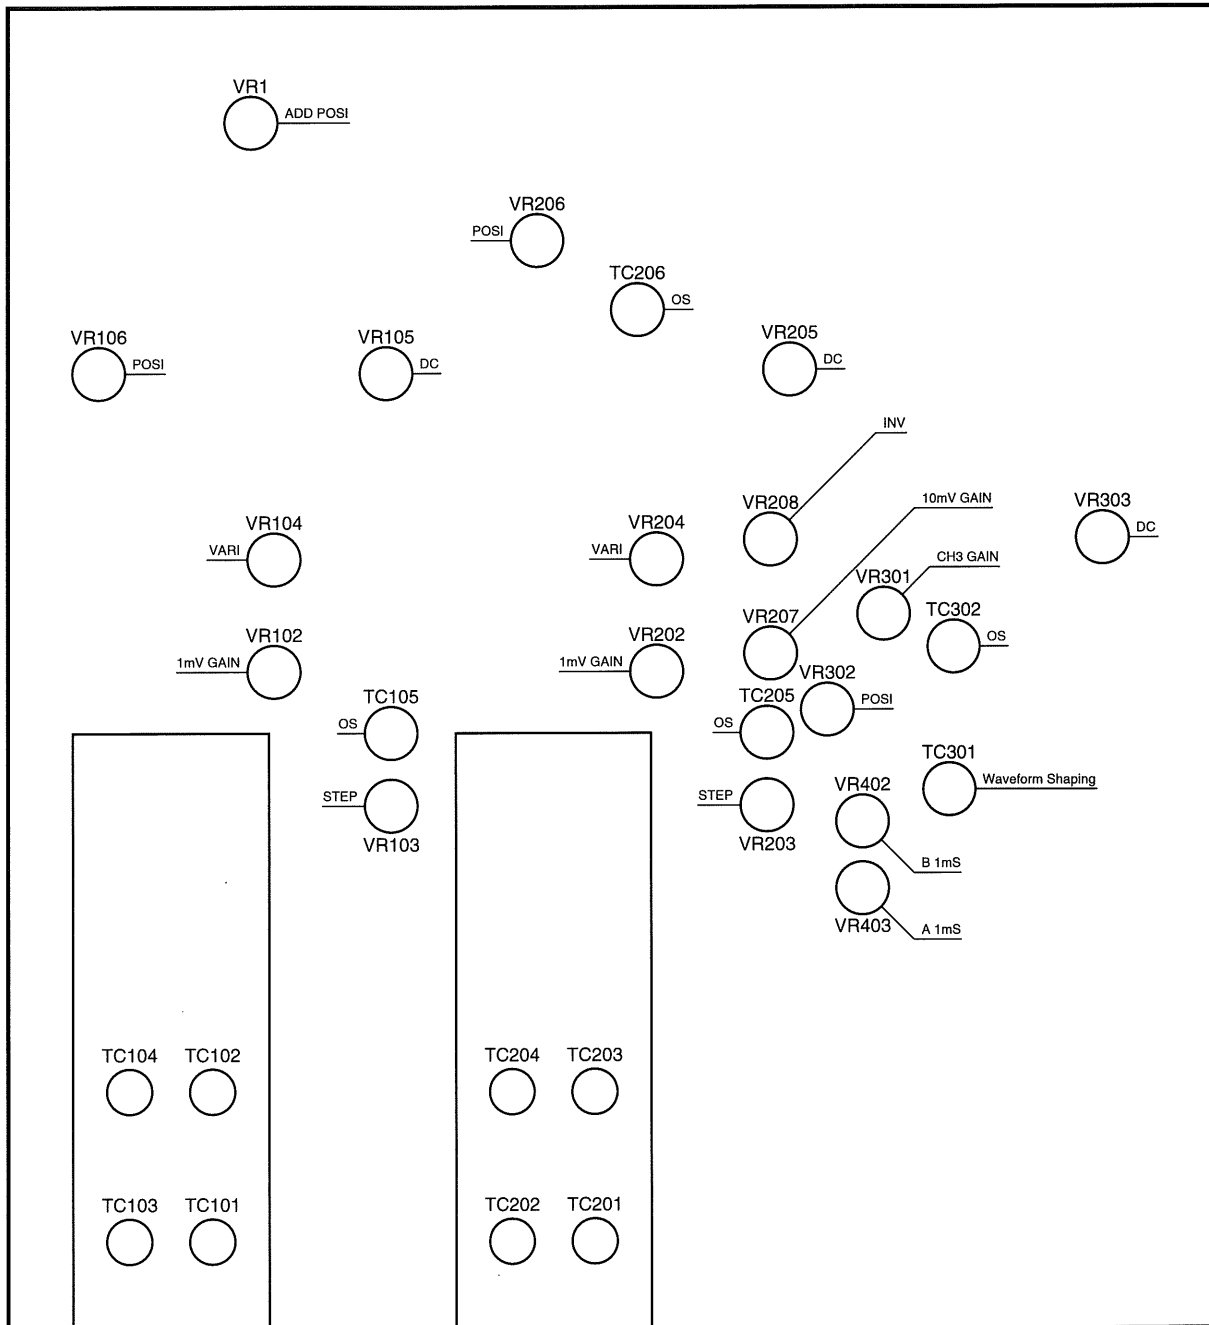 VR1
ADD POSI
VR206
POSI
TC206
OS
VR106
POSI
VR105
DC
VR205
DC
INV
VR208
10mV GAIN
VR303
DC
VR104
VARI
VR204
VARI
CH3 GAIN
VR301
TC302
OS
VR102
1mV GAIN
VR202
1mV GAIN
VR207
VR302
POSI
TC105
OS
TC205
OS
TC301
Waveform Shaping
STEP
VR103
STEP
VR203
VR402
B 1mS
VR403
A 1mS
TC104 TC102
TC204 TC203
TC103 TC101
TC202 TC201